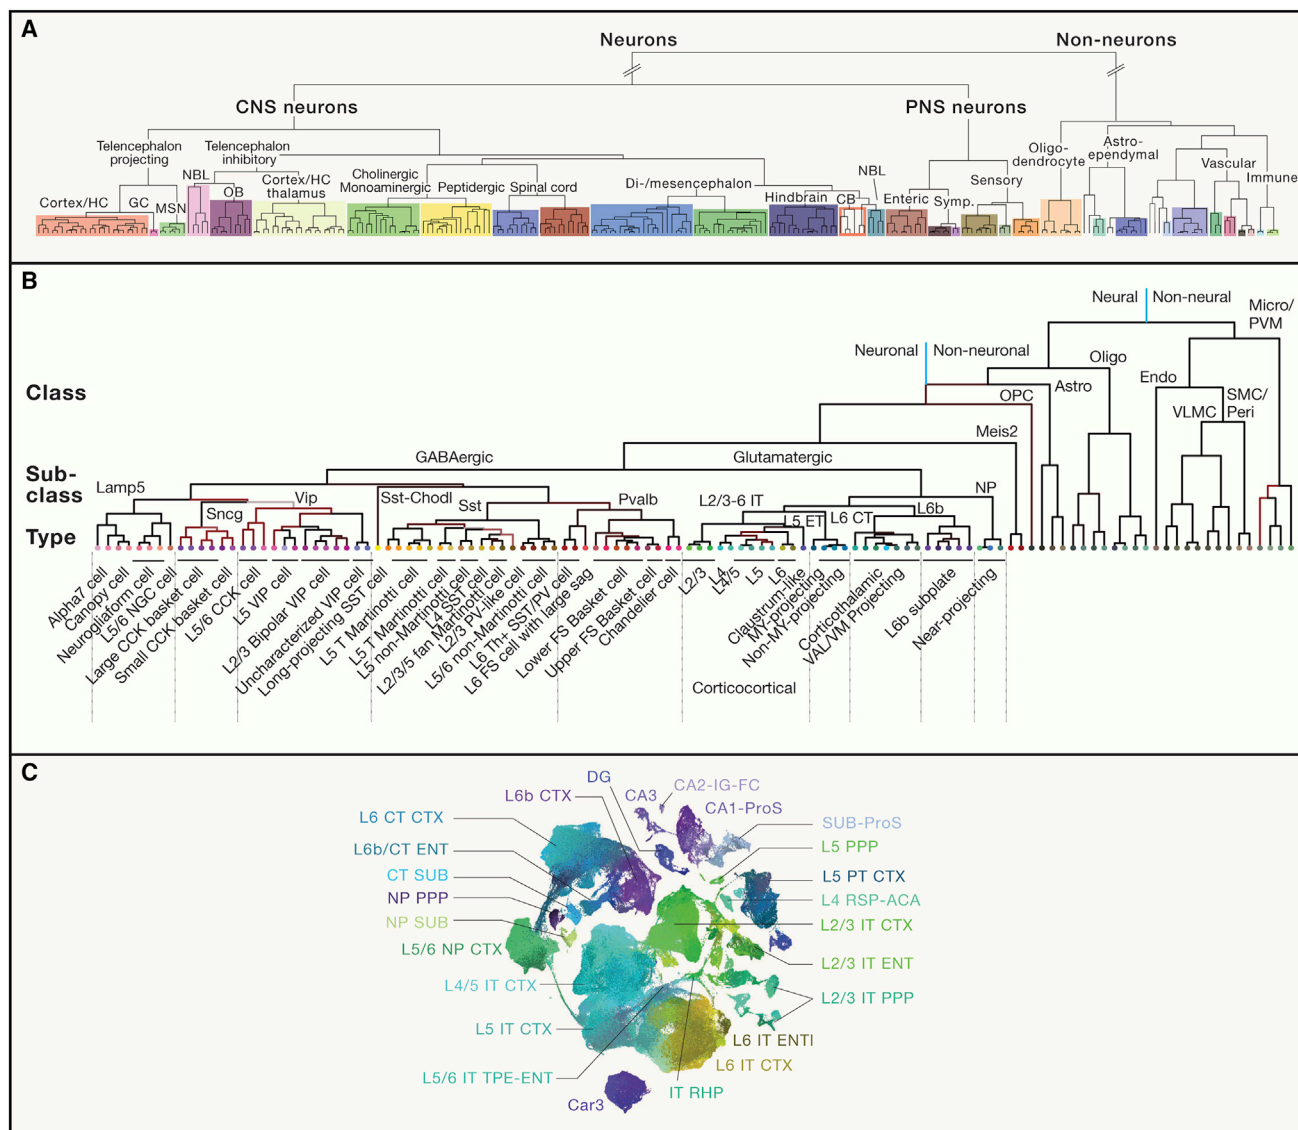 A
Neurons
Non-neurons
CNS neurons
PNS neurons
Telencephalon
projecting
Telencephalon
inhibitory
Oligo-
dendrocyte
Astro-
ependymal
Vascular
Immune
NBL
OB
Cortex/HC
thalamus
Cholinergic
Monoaminergic
Peptidergic
Spinal cord
Di-/mesencephalon
Hindbrain
CB
NBL
Enteric
Symp.
Sensory
Cortex/HC
GC
MSN
B
Neural
Non-neural
Micro/
PVM
Neuronal
Non-neuronal
Oligo
Class
OPC
Astro
Endo
VLMC
SMC/
Peri
Meis2
GABAergic
Glutamatergic
Sub-
class
Lamp5
Sncg
Vip
Sst-Chodl
Sst
Pvalb
L2/3-6 IT
L5 ET
L6 CT
L6b
NP
Type
Alpha7 cell
Canopy cell
Neurogliaform cell
L5/6 NGC cell
Large CCK basket cell
Small CCK basket cell
L5/6 CCK cell
L5 VIP cell
L2/3 Bipolar VIP cell
Uncharacterized VIP cell
Long-projecting SST cell
L5 T Martinotti cell
L5 T Martinotti cell
L5 non-Martinotti cell
L4 SST cell
L2/3/5 fan Martinotti cell
L2/3 PV-like cell
L5/6 non-Martinotti cell
L6 Th+ SST/PV cell
L6 FS cell with large sag
Lower FS Basket cell
Upper FS Basket cell
Chandelier cell
L2/3
L4
L4/5
L5
L6
Claustrum-like
MY-projecting
Non-MY-projecting
Corticothalamic
VAL/VM Projecting
L6b subplate
Near-projecting
Corticocortical
C
DG
L6b CTX
CA3
CA2-IG-FC
CA1-ProS
L6 CT CTX
SUB-ProS
L6b/CT ENT
L5 PPP
CT SUB
L5 PT CTX
NP PPP
L4 RSP-ACA
NP SUB
L2/3 IT CTX
L5/6 NP CTX
L2/3 IT ENT
L4/5 IT CTX
L2/3 IT PPP
L5 IT CTX
L6 IT ENTI
L6 IT CTX
L5/6 IT TPE-ENT
IT RHP
Car3